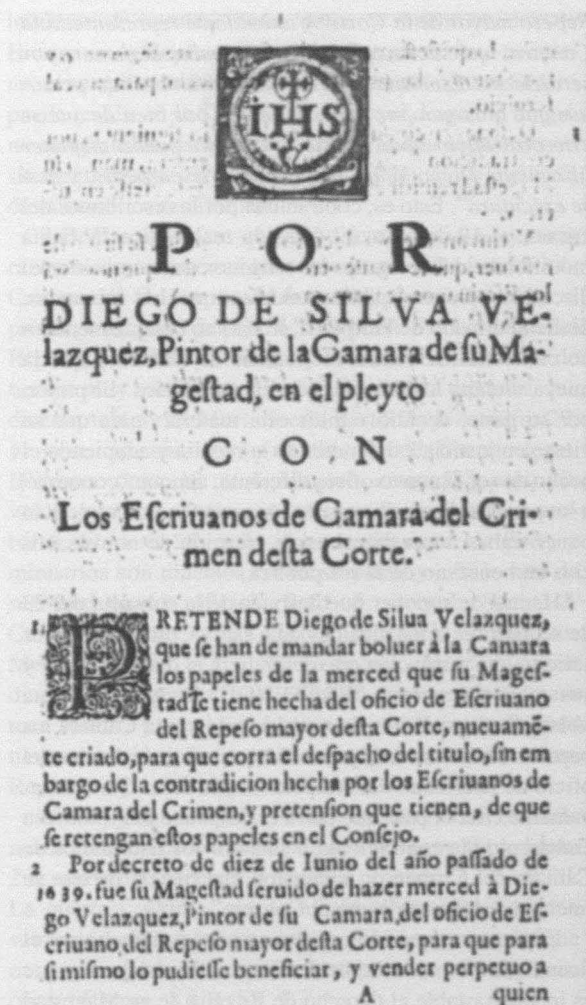 IHS
POR
DIEGO DE SILVA VE-
lazquez, Pintor de la Camara de ſu Ma-
geſtad, en el pleyto
CON
Los Eſcriuanos de Camara del Cri-
men deſta Corte.
1. PRETENDE Diego de Silua Velazquez,
que ſe han de mandar boluer à la Camara
los papeles de la merced que ſu Mageſ-
tad le tiene hecha del oficio de Eſcriuano
del Repeſo mayor deſta Corte, nueuamē-
te criado, para que corra el deſpacho del titulo, ſin em
bargo de la contradicion hecha por los Eſcriuanos de
Camara del Crimen, y pretenſion que tienen, de que
ſe retengan eſtos papeles en el Conſejo.
2 Por decreto de diez de Iunio del año paſſado de
1639. fue ſu Mageſtad ſeruido de hazer merced à Die-
go Velazquez, Pintor de ſu Camara, del oficio de Eſ-
criuano del Repeſo mayor deſta Corte, para que para
ſi miſmo lo pudieſſe beneficiar, y vender perpetuo a
A quien